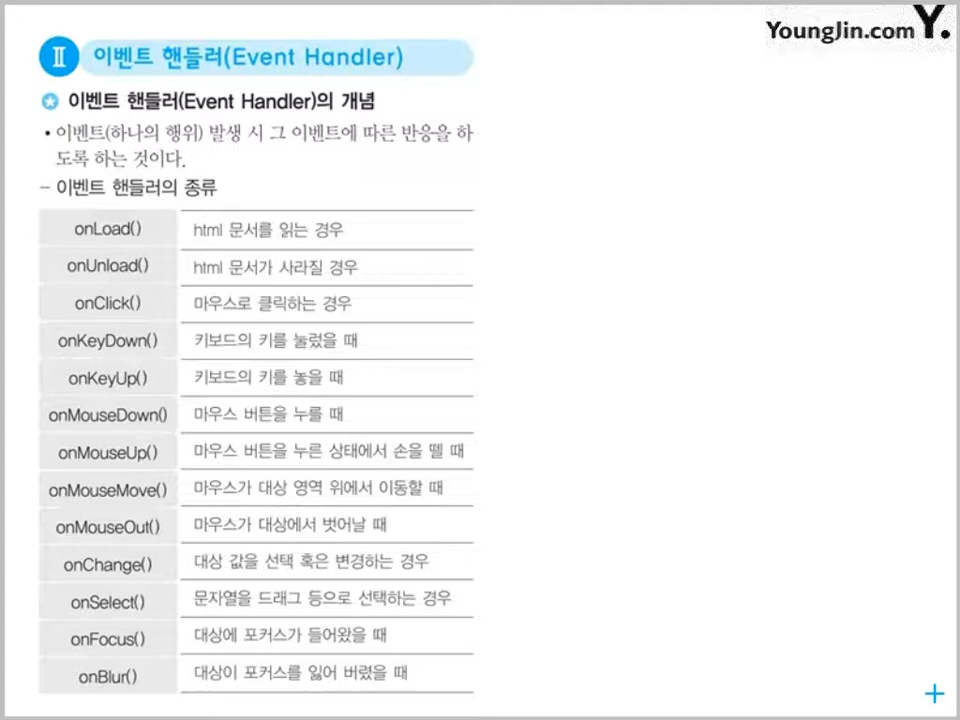 YoungJin.com Y.
Ⅱ 이벤트 핸들러(Event Handler)
이벤트 핸들러(Event Handler)의 개념
• 이벤트(하나의 행위) 발생 시 그 이벤트에 따른 반응을 하
도록 하는 것이다.
– 이벤트 핸들러의 종류
onLoad() html 문서를 읽는 경우
onUnload() html 문서가 사라질 경우
onClick() 마우스로 클릭하는 경우
onKeyDown() 키보드의 키를 눌렀을 때
onKeyUp() 키보드의 키를 놓을 때
onMouseDown() 마우스 버튼을 누를 때
onMouseUp() 마우스 버튼을 누른 상태에서 손을 뗄 때
onMouseMove() 마우스가 대상 영역 위에서 이동할 때
onMouseOut() 마우스가 대상에서 벗어날 때
onChange() 대상 값을 선택 혹은 변경하는 경우
onSelect() 문자열을 드래그 등으로 선택하는 경우
onFocus() 대상에 포커스가 들어왔을 때
onBlur() 대상이 포커스를 잃어 버렸을 때